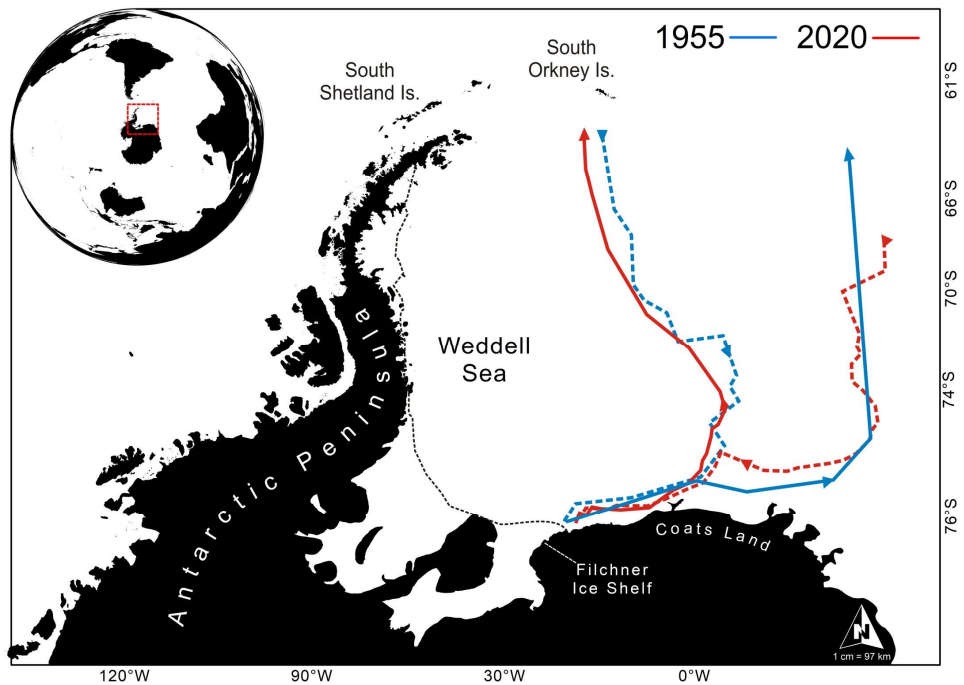 1955 2020
South
Shetland Is.
South
Orkney Is.
61°S
66°S
70°S
74°S
76°S
Weddell
Sea
Antarctic Peninsula
Coats Land
Filchner
Ice Shelf
N
1 cm = 97 km
120°W 90°W 30°W 0°W